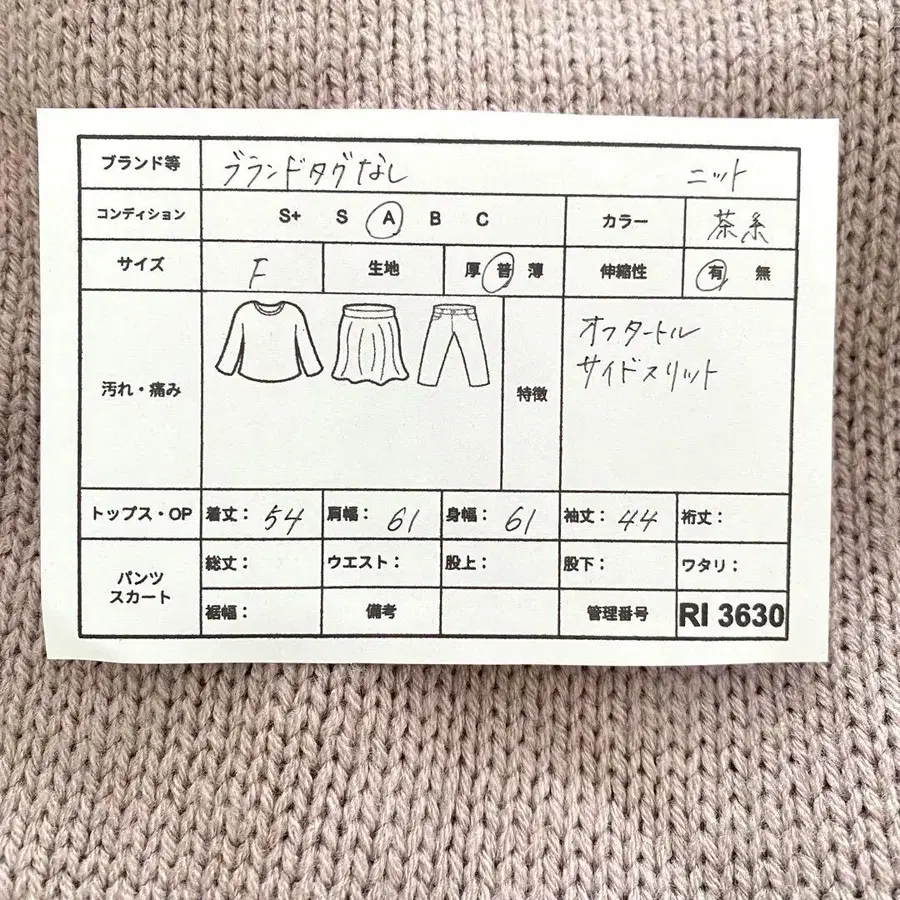 ブランド等 ブランドタグなし ニット
コンディション S+ S A B C カラー 茶系
サイズ F 生地 厚 普 薄 伸縮性 有 無
汚れ・痛み 特徴 オフタートル
サイドスリット
トップス・OP 着丈： 54 肩幅： 61 身幅： 61 袖丈： 44 裄丈：
パンツ
スカート
総丈： ウエスト： 股上： 股下： ワタリ：
裾幅： 備考 管理番号 RI 3630